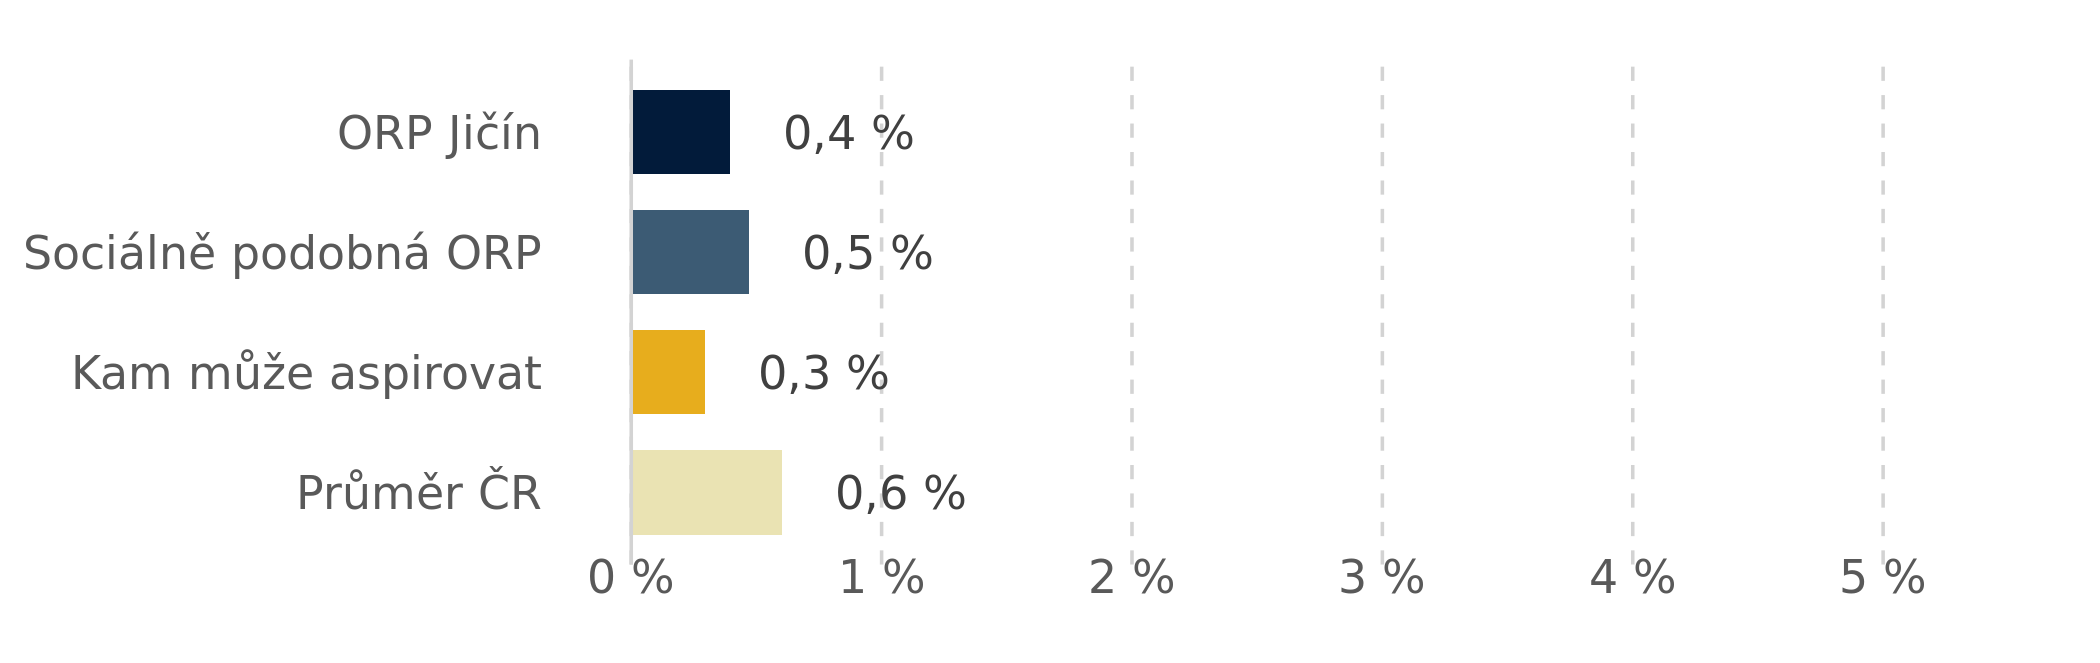 ORP Jičín 0,4 %
Sociálně podobná ORP 0,5 %
Kam může aspirovat 0,3 %
Průměr ČR 0,6 %
0 % 1 % 2 % 3 % 4 % 5 %